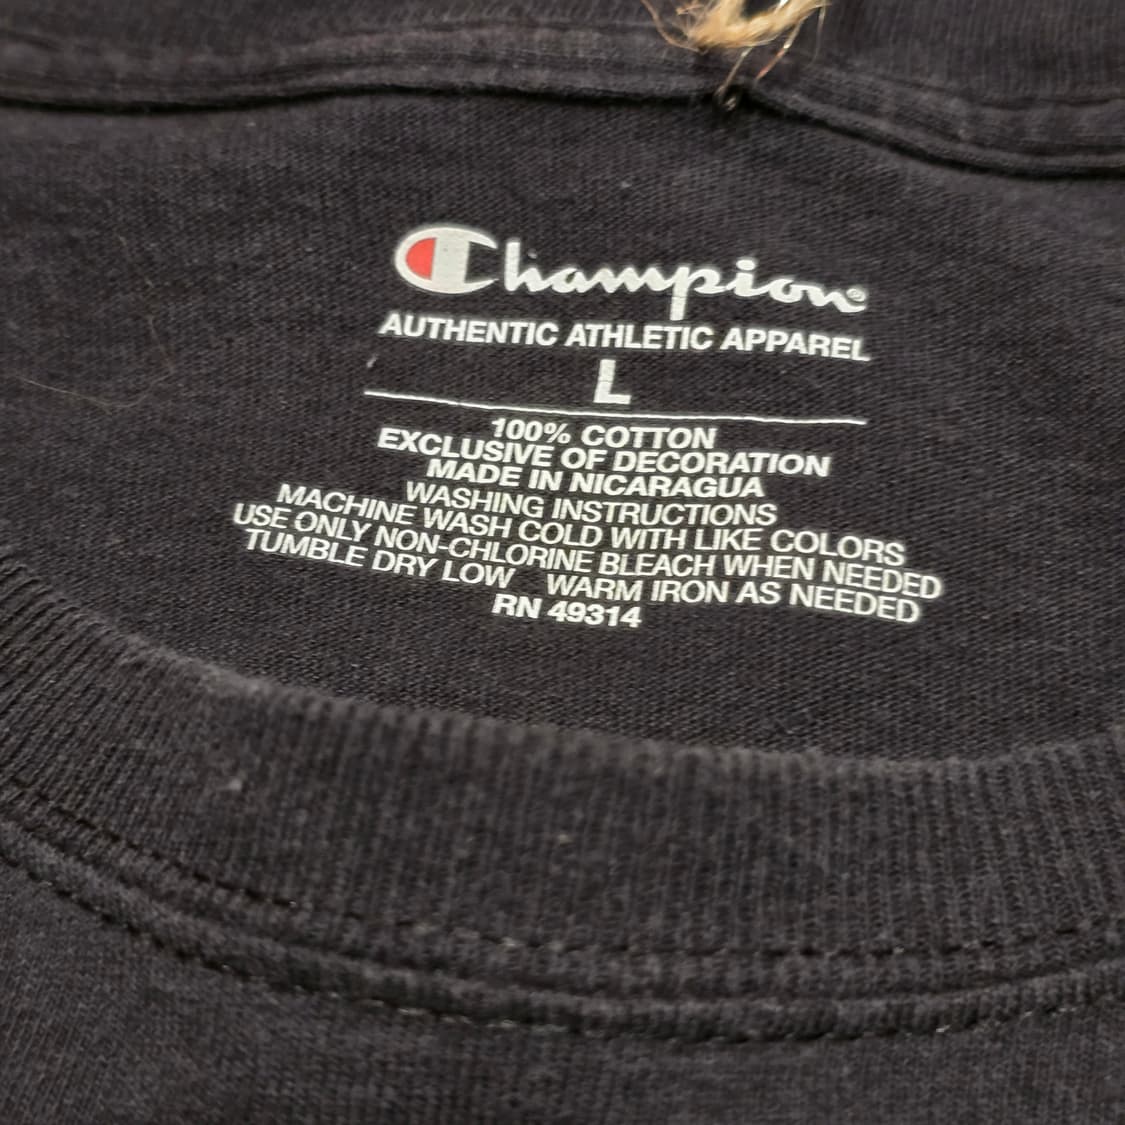 Champion®
AUTHENTIC ATHLETIC APPAREL
L
100% COTTON
EXCLUSIVE OF DECORATION
MADE IN NICARAGUA
WASHING INSTRUCTIONS
MACHINE WASH COLD WITH LIKE COLORS
USE ONLY NON-CHLORINE BLEACH WHEN NEEDED
TUMBLE DRY LOW WARM IRON AS NEEDED
RN 49314